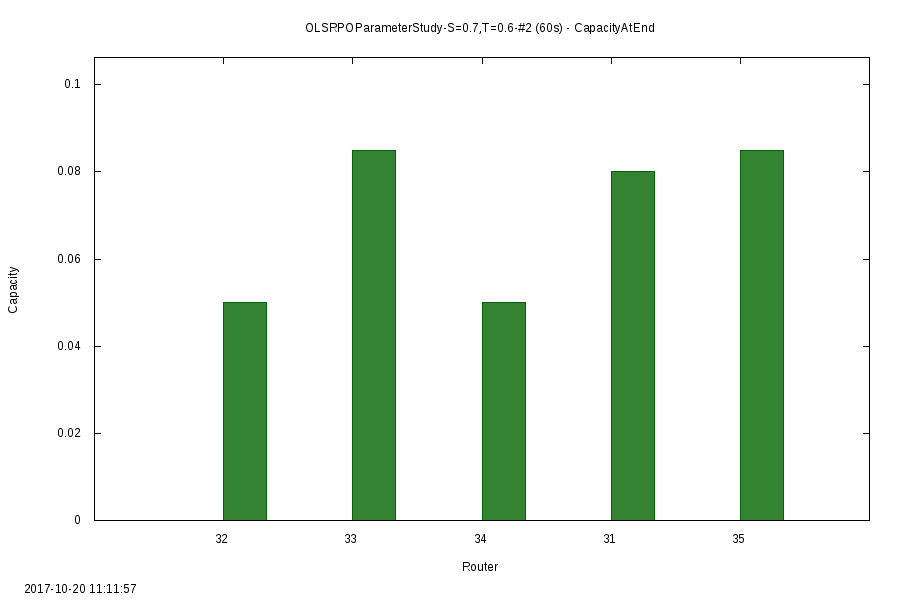 OLSRPOParameterStudy-S=0.7,T=0.6-#2 (60s) - CapacityAtEnd
0.1
0.08
0.06
0.04
0.02
0
Capacity
32 33 34 31 35
Router
2017-10-20 11:11:57